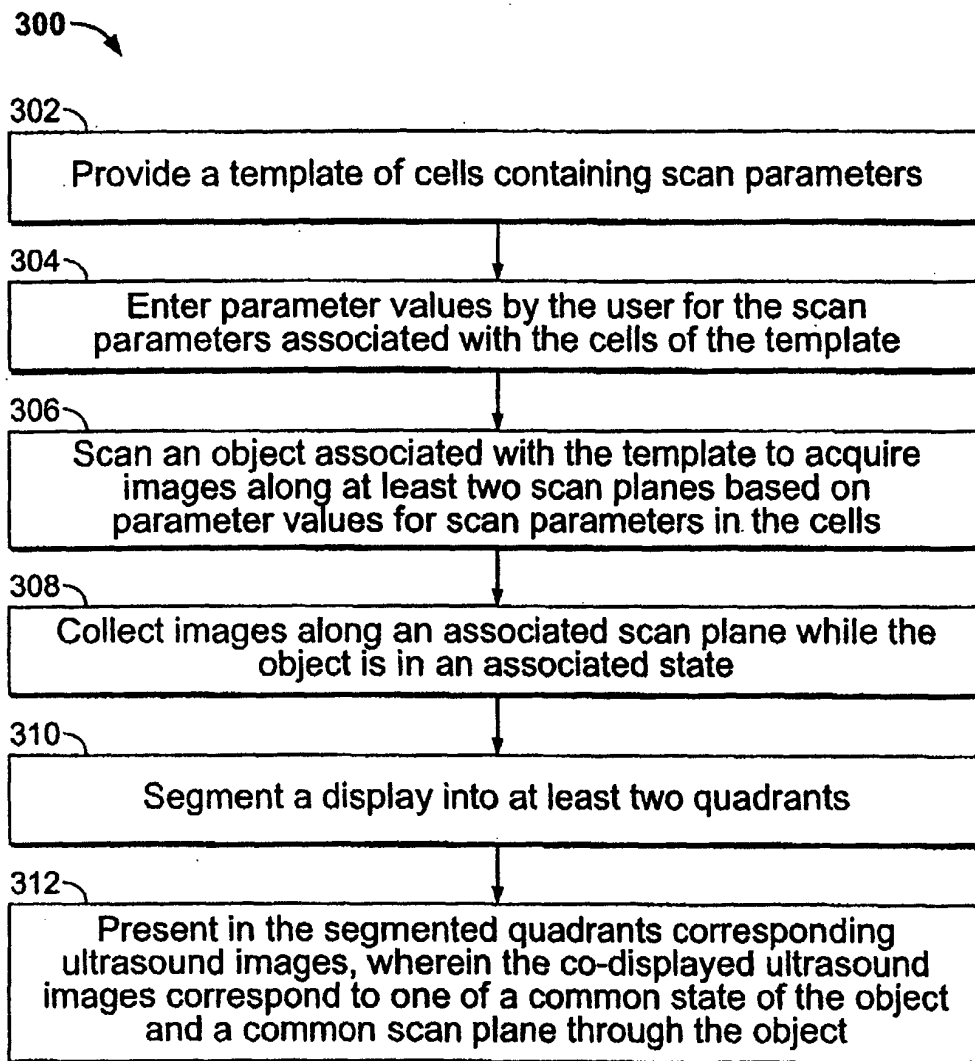 300
302
Provide a template of cells containing scan parameters
304
Enter parameter values by the user for the scan
parameters associated with the cells of the template
306
Scan an object associated with the template to acquire
images along at least two scan planes based on
parameter values for scan parameters in the cells
308
Collect images along an associated scan plane while the
object is in an associated state
310
Segment a display into at least two quadrants
312
Present in the segmented quadrants corresponding
ultrasound images, wherein the co-displayed ultrasound
images correspond to one of a common state of the object
and a common scan plane through the object